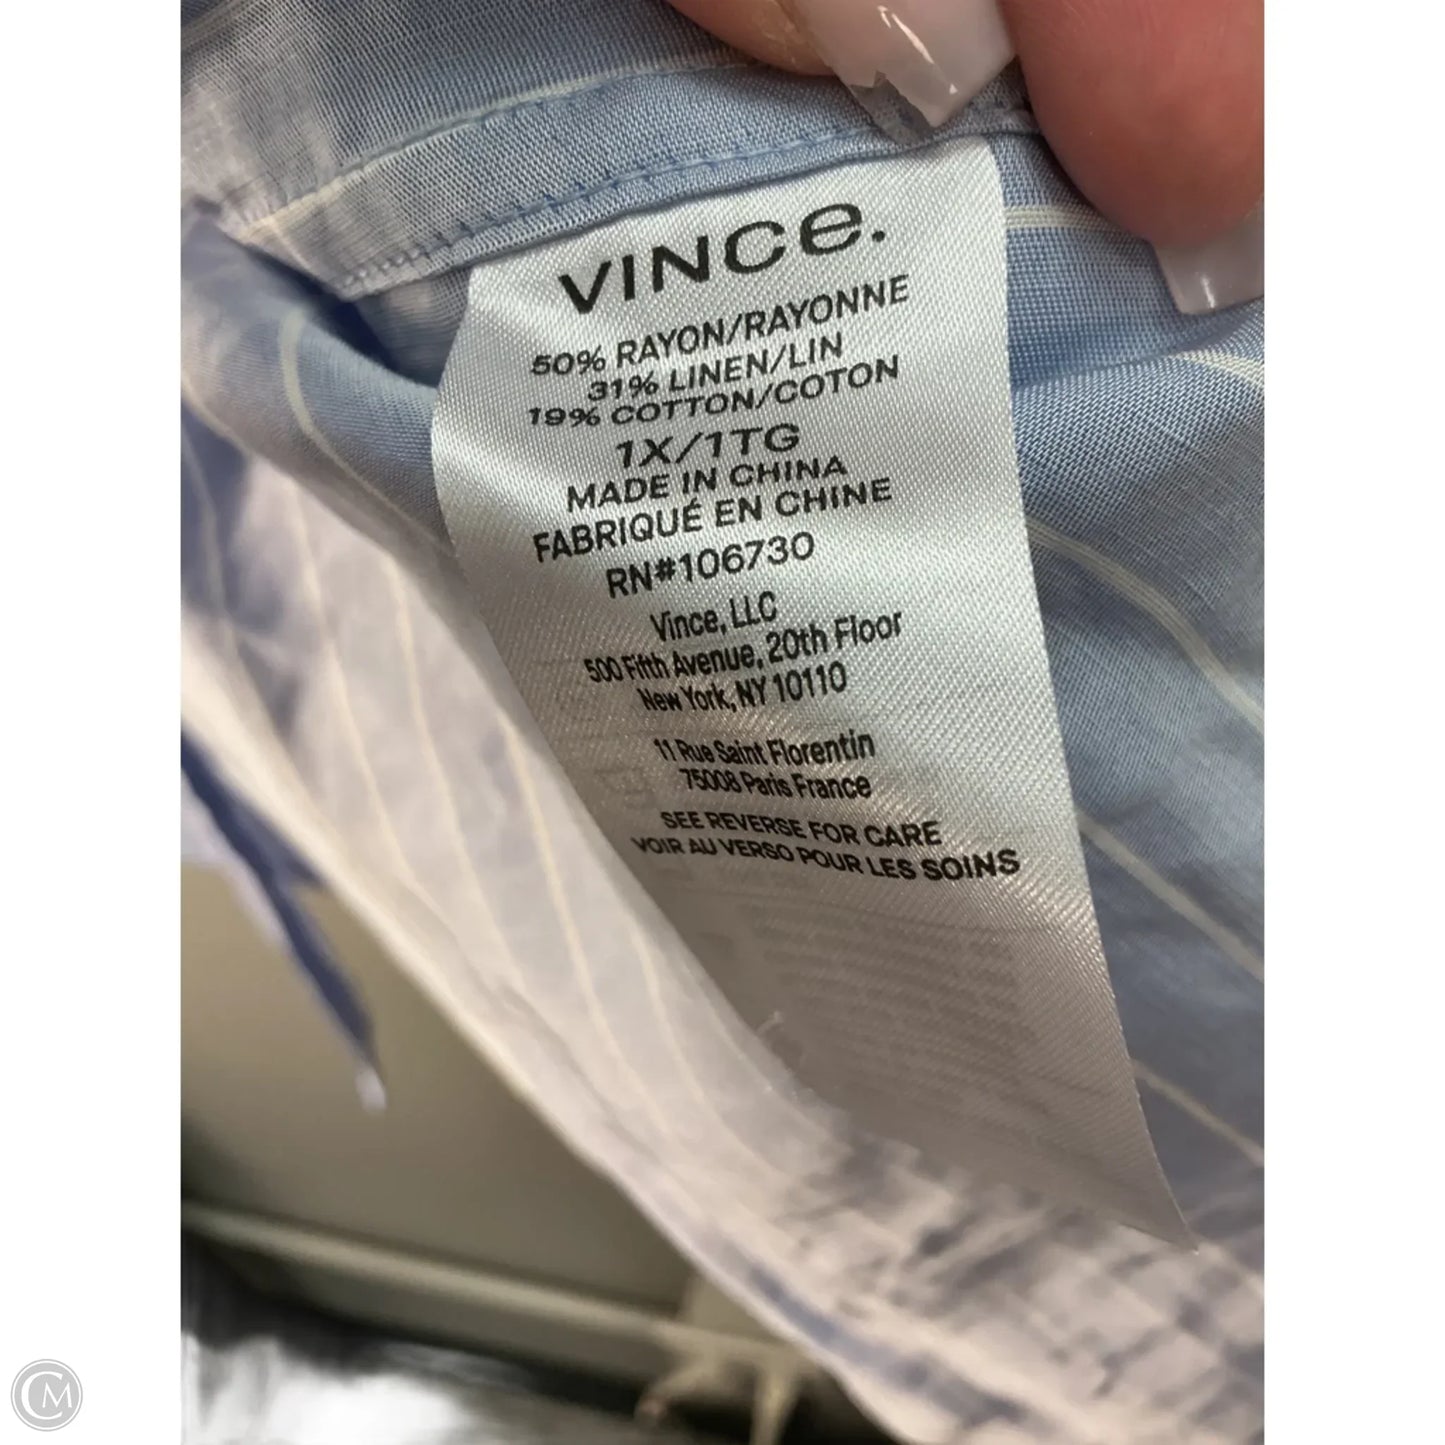 VINCe.
50% RAYON/RAYONNE
31% LINEN/LIN
19% COTTON/COTON
1X/1TG
MADE IN CHINA
FABRIQUÉ EN CHINE
RN#106730
Vince, LLC
500 Fifth Avenue, 20th Floor
New York, NY 10110
11 Rue Saint Florentin
75008 Paris France
SEE REVERSE FOR CARE
VOIR AU VERSO POUR LES SOINS
CM